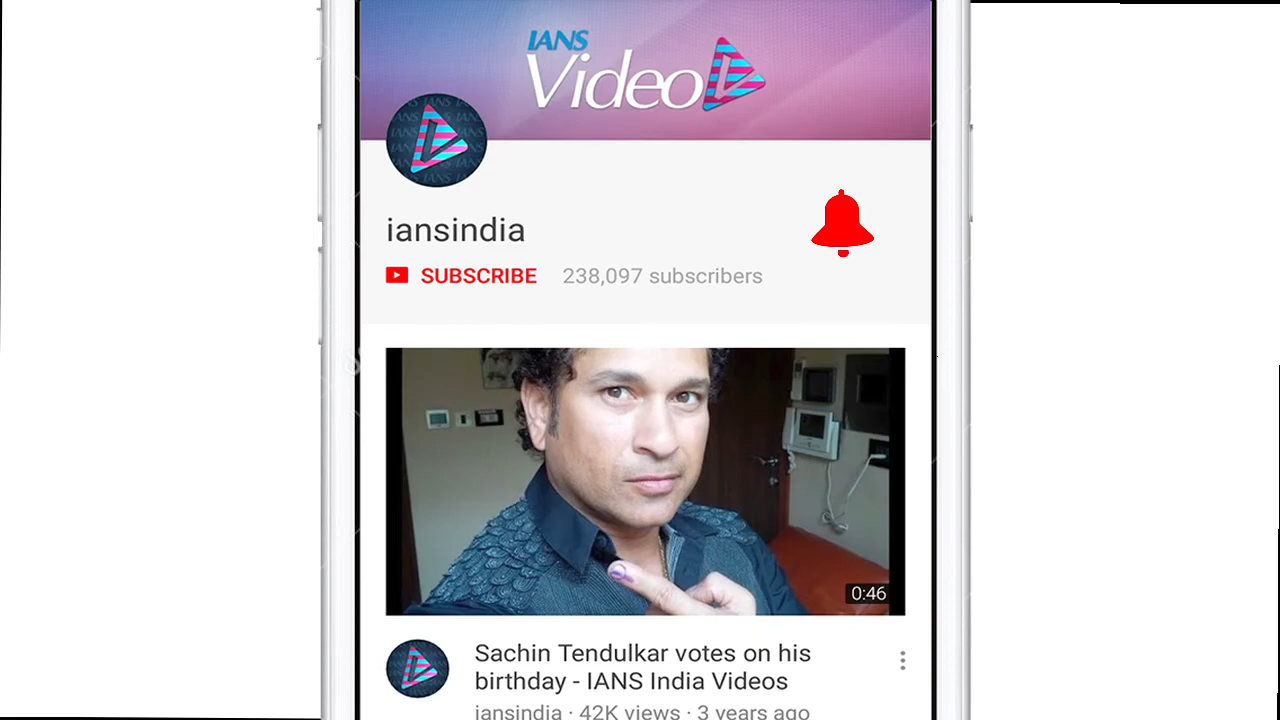 IANS
Video
iansindia
SUBSCRIBE 238,097 subscribers
0:46
Sachin Tendulkar votes on his
birthday - IANS India Videos
iansindia · 42K views · 3 years ago